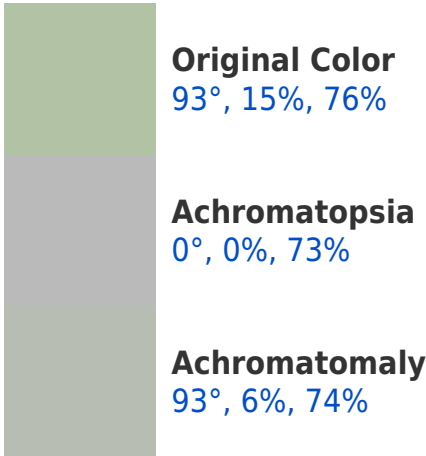 Original Color
93°, 15%, 76%
Achromatopsia
0°, 0%, 73%
Achromatomaly
93°, 6%, 74%